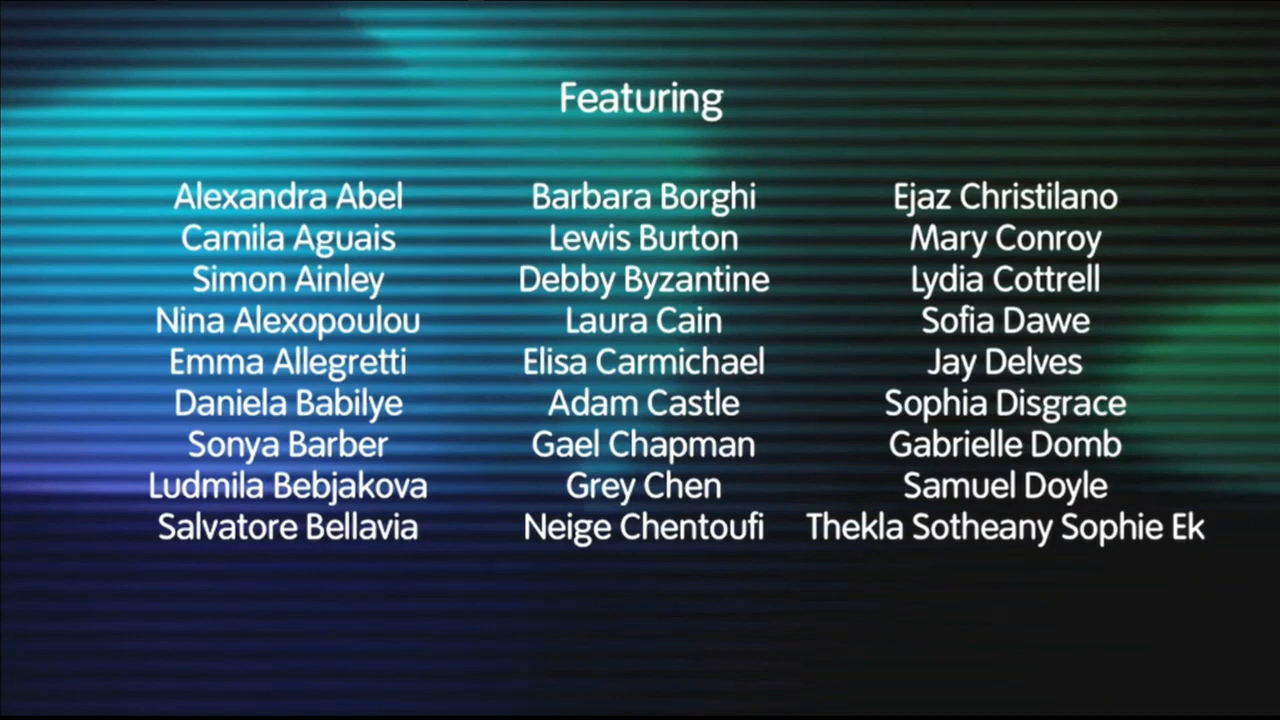 Featuring
Alexandra Abel
Camila Aguais
Simon Ainley
Nina Alexopoulou
Emma Allegretti
Daniela Babilye
Sonya Barber
Ludmila Bebjakova
Salvatore Bellavia
Barbara Borghi
Lewis Burton
Debby Byzantine
Laura Cain
Elisa Carmichael
Adam Castle
Gael Chapman
Grey Chen
Neige Chentoufi
Ejaz Christilano
Mary Conroy
Lydia Cottrell
Sofia Dawe
Jay Delves
Sophia Disgrace
Gabrielle Domb
Samuel Doyle
Thekla Sotheany Sophie Ek